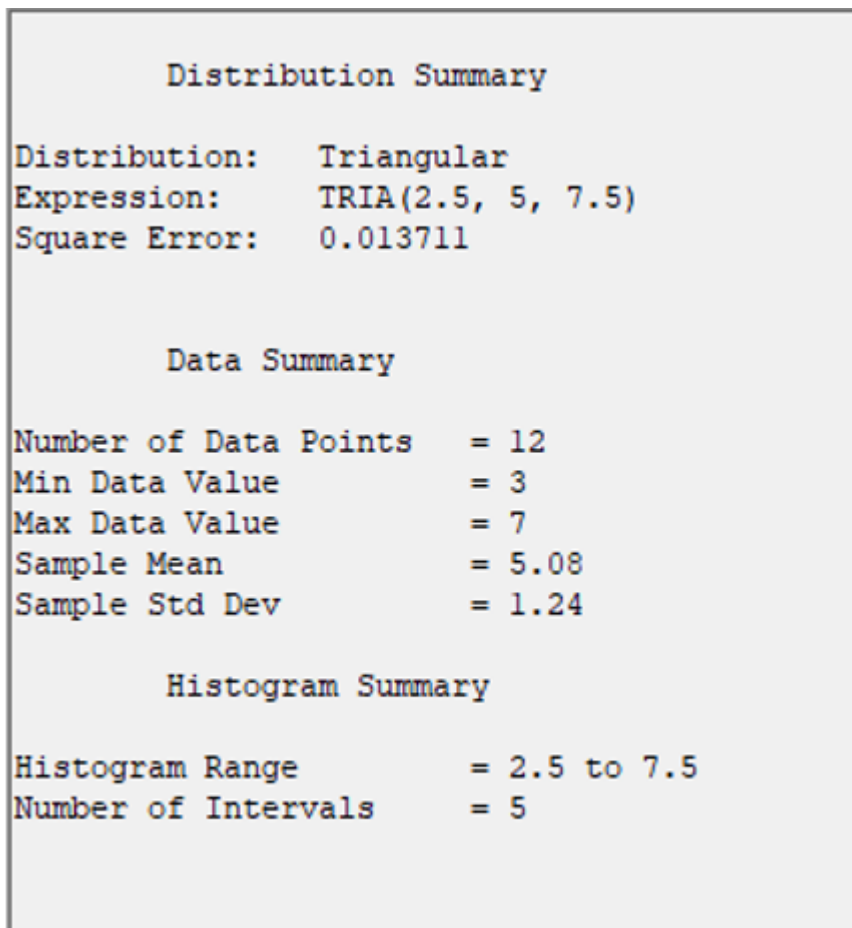 Distribution Summary
Distribution: Triangular
Expression: TRIA(2.5, 5, 7.5)
Square Error: 0.013711
Data Summary
Number of Data Points = 12
Min Data Value = 3
Max Data Value = 7
Sample Mean = 5.08
Sample Std Dev = 1.24
Histogram Summary
Histogram Range = 2.5 to 7.5
Number of Intervals = 5